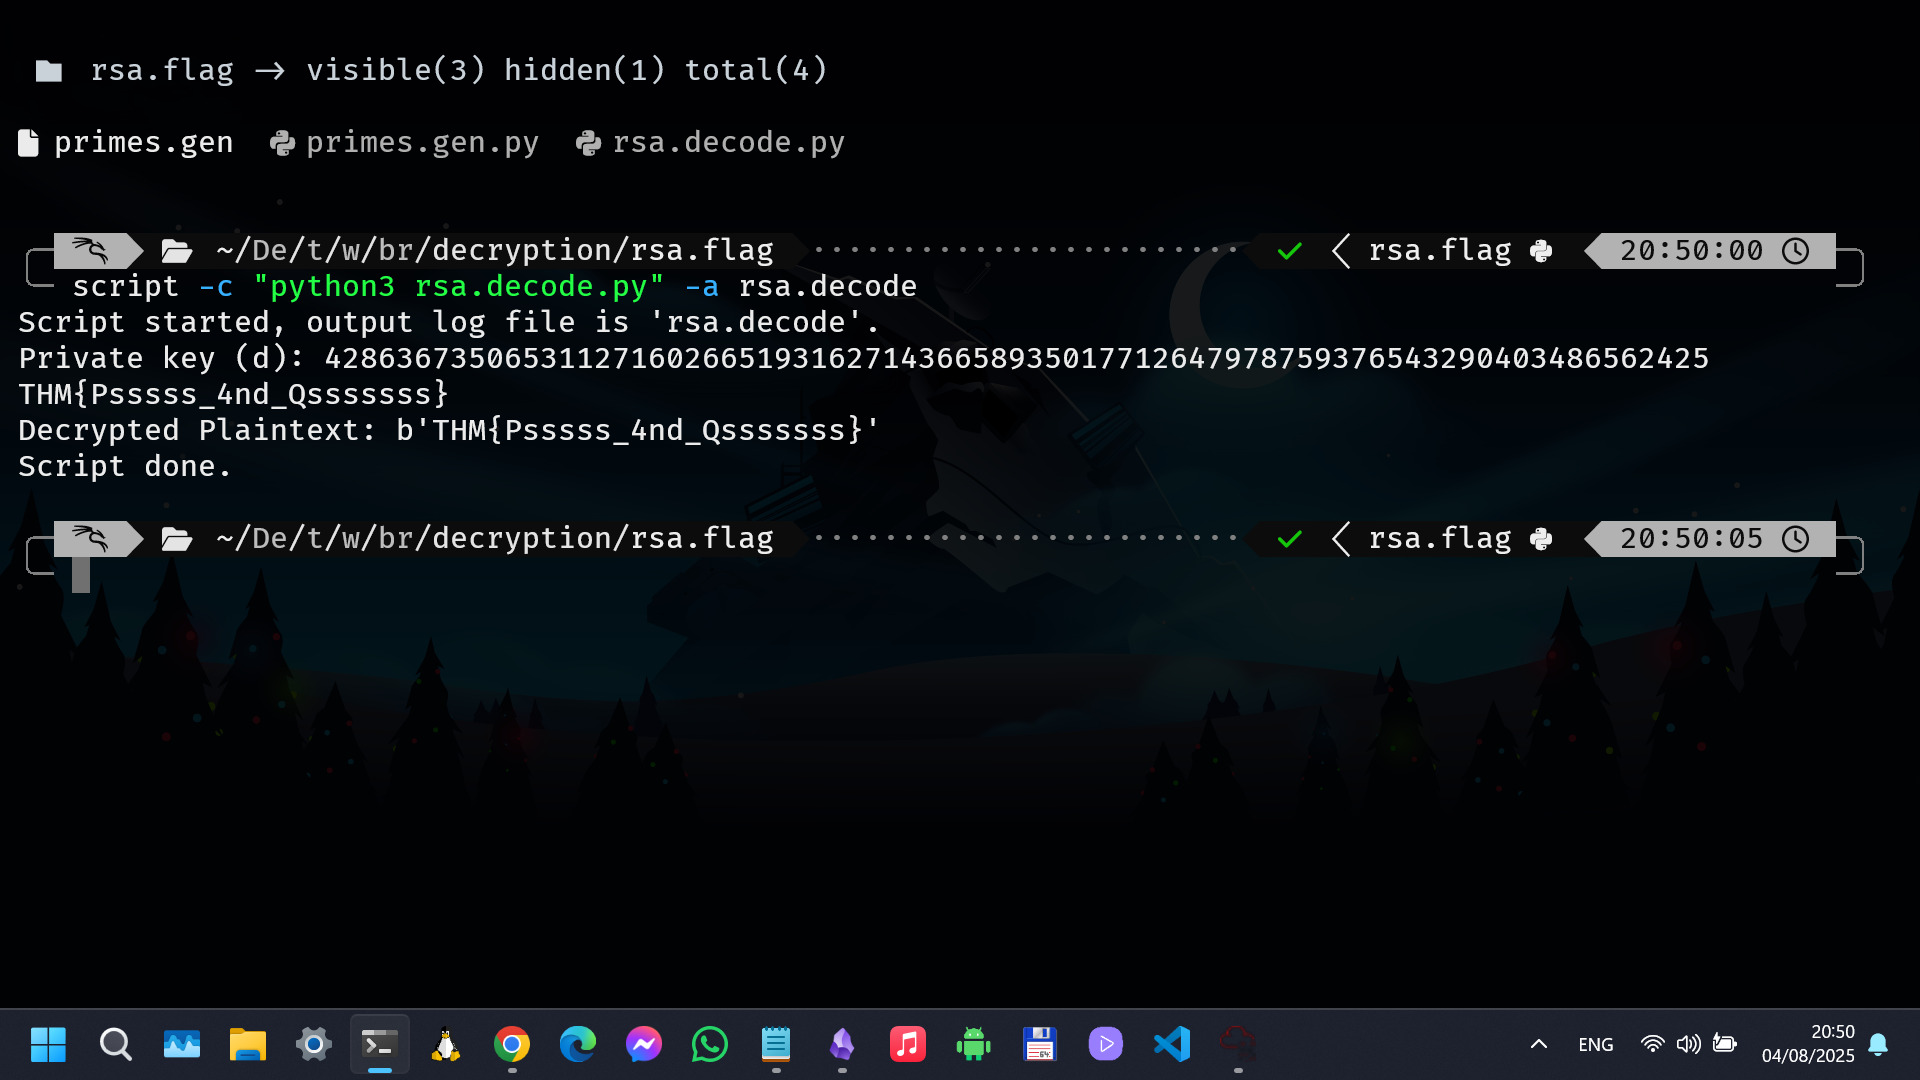 rsa.flag → visible(3) hidden(1) total(4)
primes.gen primes.gen.py rsa.decode.py
~/De/t/w/br/decryption/rsa.flag ✓ rsa.flag 20:50:00
script -c "python3 rsa.decode.py" -a rsa.decode
Script started, output log file is 'rsa.decode'.
Private key (d): 42863673506531127160266519316271436658935017712647978759376543290403486562425
THM{Psssss_4nd_Qsssssss}
Decrypted Plaintext: b'THM{Psssss_4nd_Qsssssss}'
Script done.
~/De/t/w/br/decryption/rsa.flag ✓ rsa.flag 20:50:05
64:
ENG
20:50
04/08/2025